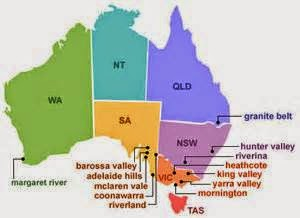 NT
QLD
WA
SA
granite belt
NSW
hunter valley
riverina
barossa valley
heathcote
adelaide hills
VIC
king valley
margaret river
mclaren vale
yarra valley
coonawarra
mornington
riverland
TAS